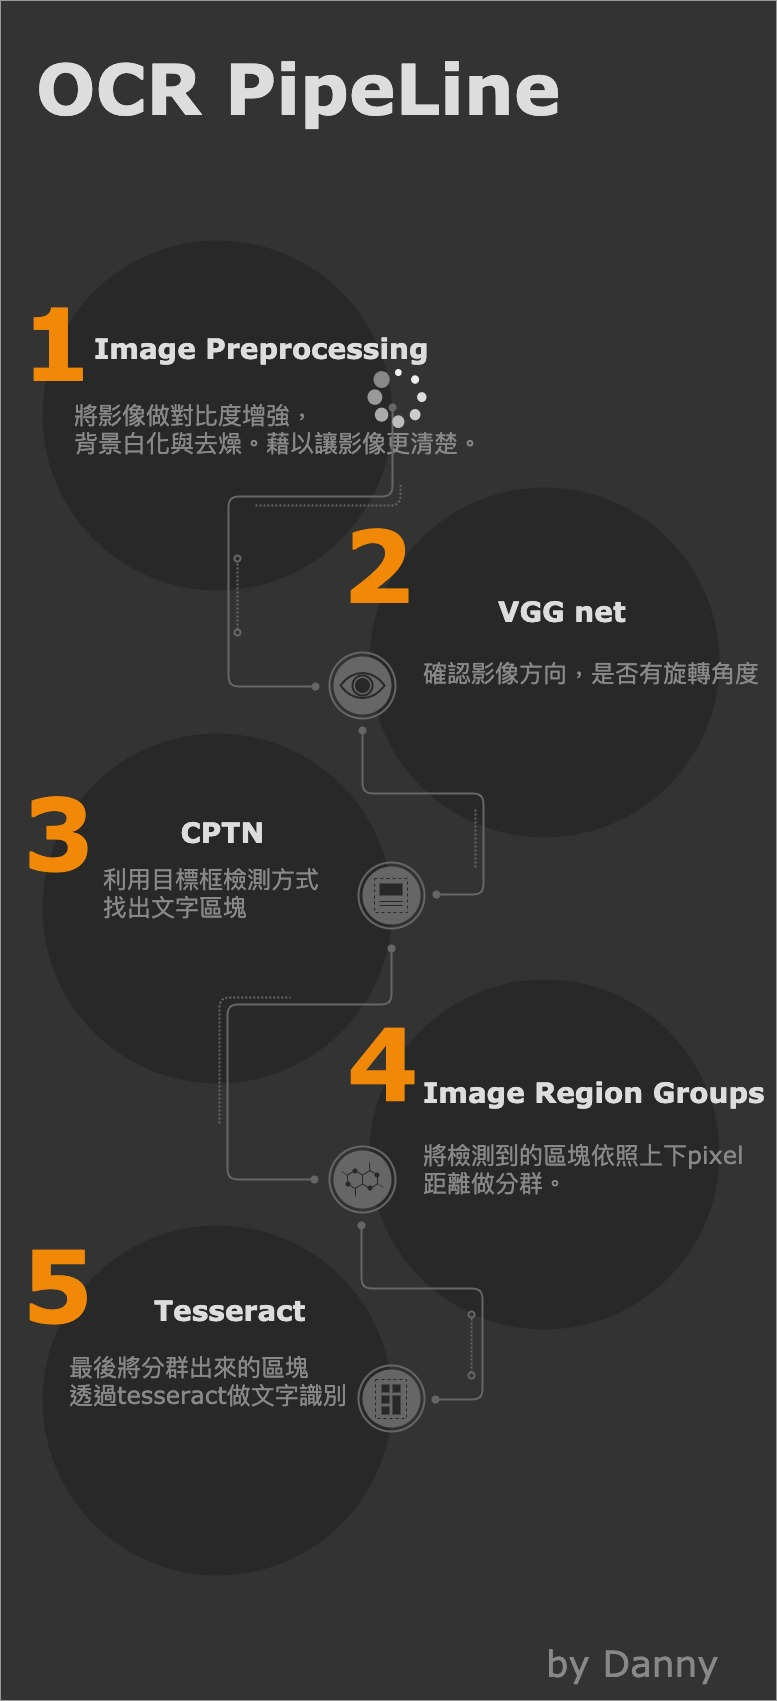 OCR PipeLine
1
Image Preprocessing
將影像做對比度增強，
背景白化與去燥。藉以讓影像更清楚。
2
VGG net
確認影像方向，是否有旋轉角度
3
CPTN
利用目標框檢測方式
找出文字區塊
4
Image Region Groups
將檢測到的區塊依照上下pixel
距離做分群。
5
Tesseract
最後將分群出來的區塊
透過tesseract做文字識別
by Danny